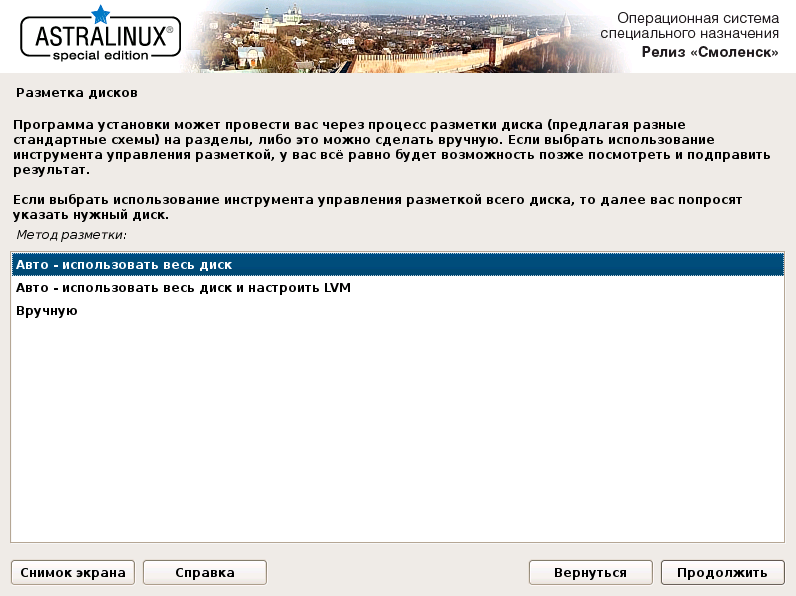 ASTRALINUX®
special edition
Операционная система
специального назначения
Релиз «Смоленск»
Разметка дисков
Программа установки может провести вас через процесс разметки диска (предлагая разные
стандартные схемы) на разделы, либо это можно сделать вручную. Если выбрать использование
инструмента управления разметкой, у вас всё равно будет возможность позже посмотреть и подправить
результат.
Если выбрать использование инструмента управления разметкой всего диска, то далее вас попросят
указать нужный диск.
Метод разметки:
Авто - использовать весь диск
Авто - использовать весь диск и настроить LVM
Вручную
Снимок экрана
Справка
Вернуться
Продолжить